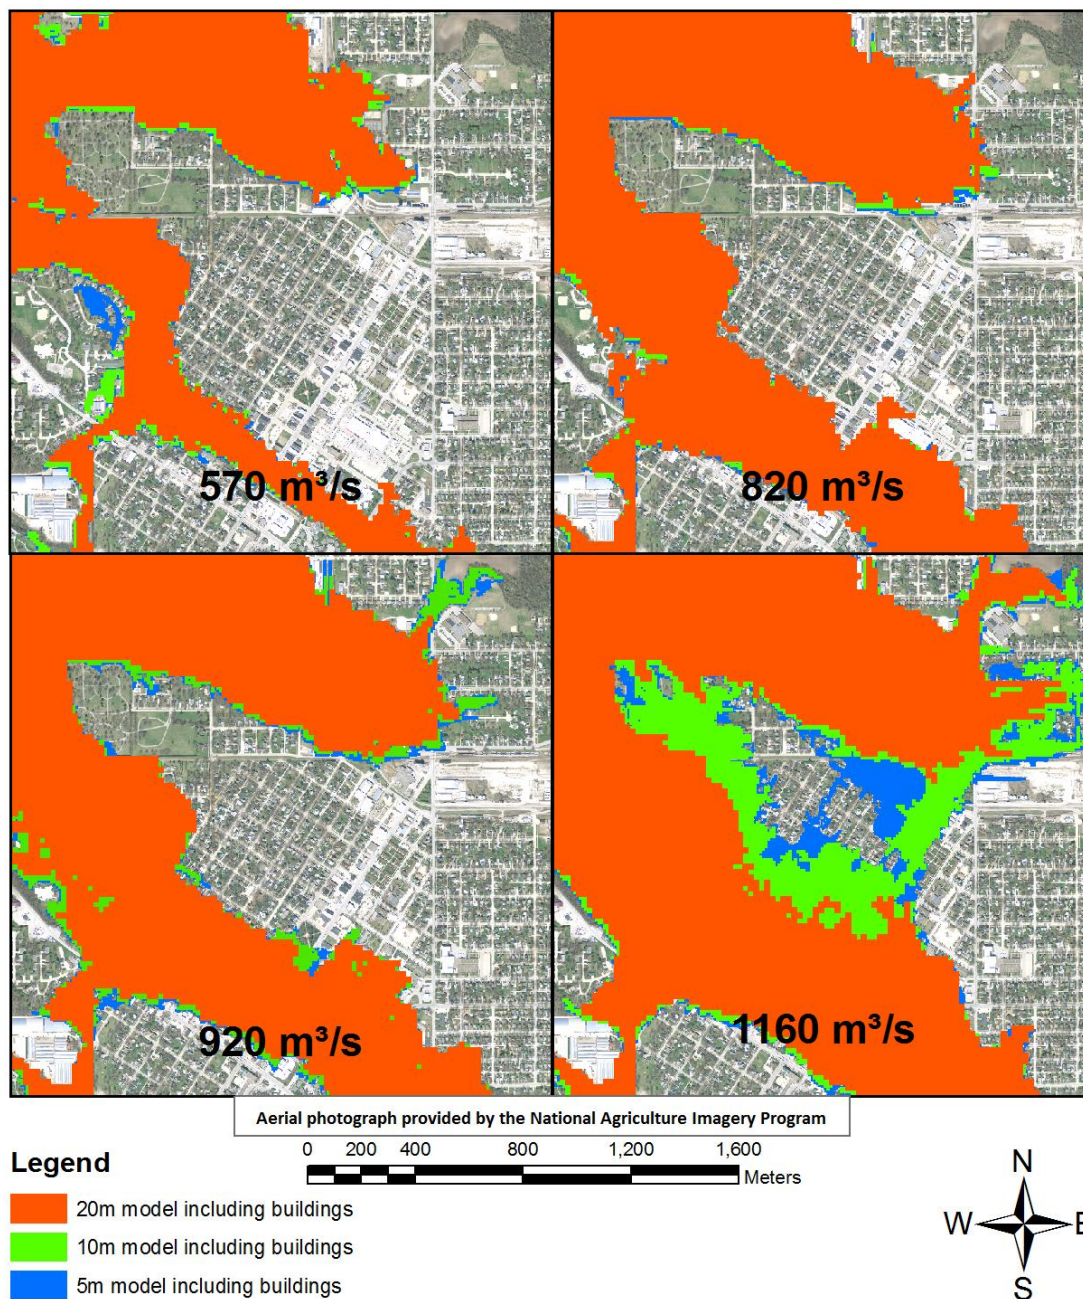 570 m³/s
820 m³/s
920 m³/s
1160 m³/s
Aerial photograph provided by the National Agriculture Imagery Program
Legend
0 200 400 800 1,200 1,600
Meters
20m model including buildings
10m model including buildings
5m model including buildings
N
W E
S